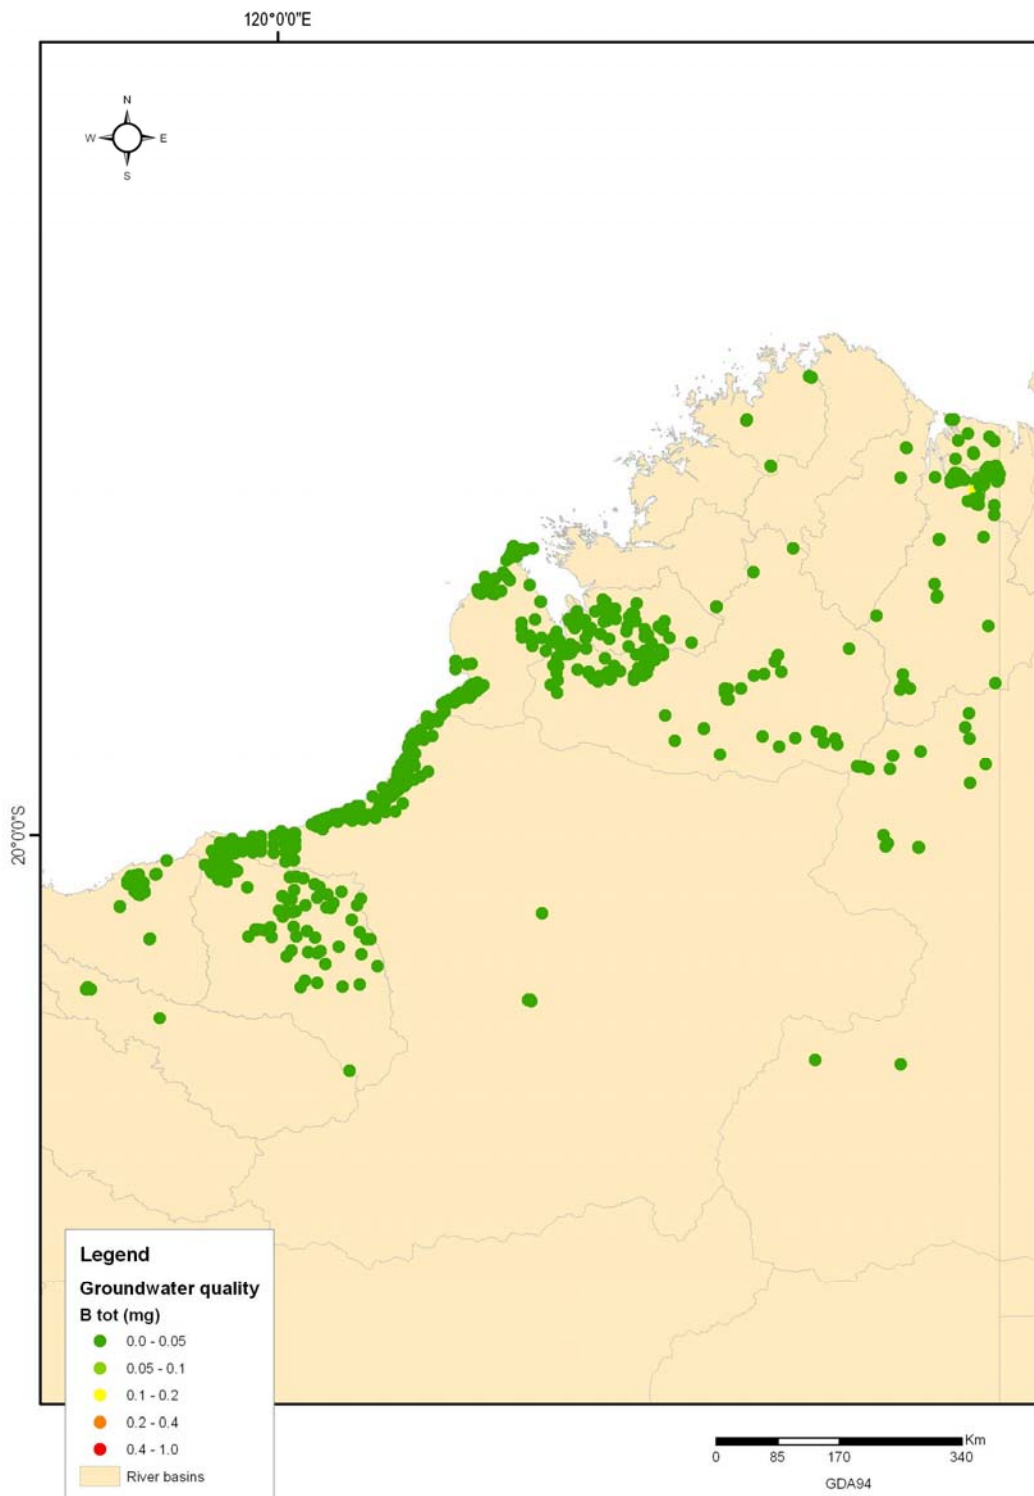 120°0'0"E
N
W E
S
20°0'0"S
Legend
Groundwater quality
B tot (mg)
0.0 - 0.05
0.05 - 0.1
0.1 - 0.2
0.2 - 0.4
0.4 - 1.0
River basins
Km
0 85 170 340
GDA94